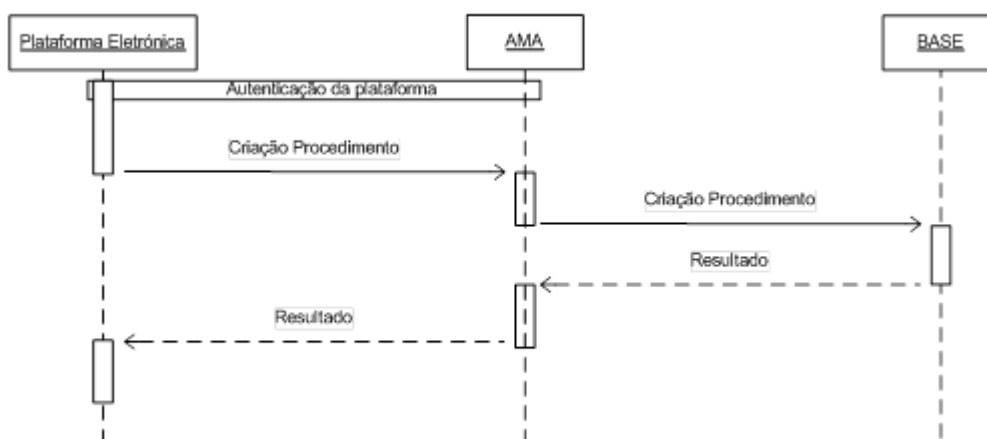 Plataforma Eletrónica
AMA
BASE
Autenticação da plataforma
Criação Procedimento
Criação Procedimento
Resultado
Resultado